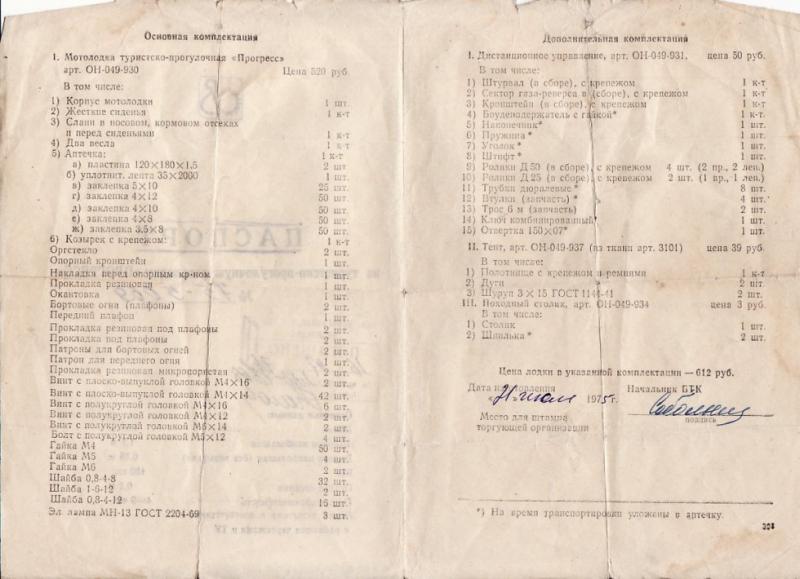 Основная комплектация
1. Мотолодка туристско-прогулочная «Прогресс»
арт. ОН-049-930 Цена 520 руб.
В том числе:
1) Корпус мотолодки 1 шт.
2) Жесткие сиденья 1 к-т
3) Слани в носовом, кормовом отсеках
и перед сиденьями 1 к-т
4) Два весла 1 к-т
5) Аптечка: 1 к-т
а) пластина 120×180×1,5 2 шт
б) уплотнит. лента 35×2000 1 шт.
в) заклепка 5×10 25 шт
г) заклепка 4×12 50 шт.
д) заклепка 4×10 50 шт.
е) заклепка 4×8 50 шт
ж) заклепка 3,5×8 50 шт.
6) Козырек с крепежом: 1 к-т
Оргстекло 2 шт.
Опорный кронштейн 1 шт.
Накладка перед опорным кр-ном 1 шт.
Прокладка резиновая 1 шт.
Окантовка 1 шт.
Бортовые огни (плафоны) 2 шт.
Передний плафон 1 шт.
Прокладка резиновая под плафоны 2 шт.
Прокладка под плафоны 2 шт.
Патроны для бортовых огней 2 шт.
Патрон для переднего огня 1 шт.
Прокладка резиновая микропористая 2 шт.
Винт с плоско-выпуклой головкой М4×16 2 шт.
Винт с плоско-выпуклой головкой М4×14 42 шт.
Винт с полукруглой головкой М4×16 6 шт.
Винт с полукруглой головкой М4×12 2 шт.
Винт с полукруглой головкой М6×14 2 шт.
Болт с полукруглой головкой М5×12 4 шт.
Гайка М4 50 шт.
Гайка М5 4 шт.
Гайка М6 2 шт.
Шайба 0,8-4-8 32 шт.
Шайба 1-6-12 2 шт.
Шайба 0,8-4-12 16 шт.
Эл лампа МН-13 ГОСТ 2204-69 3 шт.
Дополнительная комплектация
I. Дистанционное управление, арт. ОН-049-931, цена 50 руб.
В том числе:
1) Штурвал (в сборе), с крепежом 1 к-т
2) Сектор газа-реверса в (сборе), с крепежом 1 к-т
3) Кронштейн (в сборе), с крепежом 1 к-т
4) Боуденодержатель с гайкой* 1 шт.
5) Наконечник* 1 шт.
6) Пружина* 1 шт.
7) Уголок* 1 шт.
8) Штифт* 1 шт.
9) Ролики Д 50 (в сборе), с крепежом 4 шт. (2 пр., 2 лев.)
10) Ролики Д 25 (в сборе), с крепежом 2 шт. (1 пр., 1 лев.)
11) Трубки дюралевые* 8 шт.
12) Втулки (запчасть)* 4 шт.
13) Трос 6 м (запчасть) 2 шт.
14) Ключ комбинированный* 1 шт.
15) Отвертка 150×07* 1 шт.
II. Тент, арт. ОН-049-937 (из ткани арт. 3101) цена 39 руб.
В том числе:
1) Полотнище с крепежом и ремнями 1 к-т
2) Дуги 2 шт.
3) Шуруп 3×15 ГОСТ 1144-41 2 шт.
III. Походный столик, арт. ОН-049-934 цена 3 руб.
В том числе:
1) Столик 1 шт.
2) Шпилька* 2 шт.
Цена лодки в указанной комплектации — 612 руб.
Дата изготовления Начальник БТК
21 июля 1975 г.
подпись
Место для штампа
торгующей организации
*) На время транспортировки уложены в аптечку.